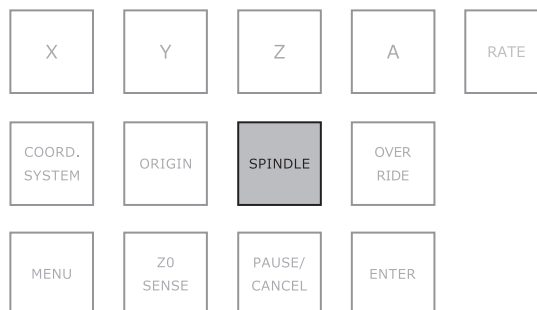 X
Y
Z
A
RATE
COORD.
SYSTEM
ORIGIN
SPINDLE
OVER
RIDE
MENU
Z0
SENSE
PAUSE/
CANCEL
ENTER